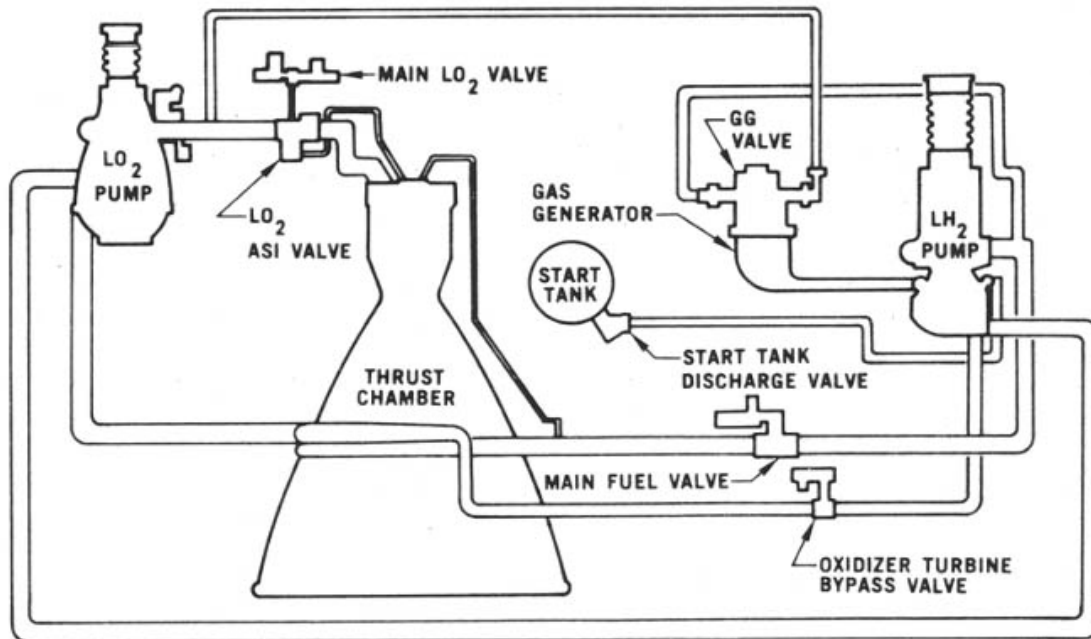 MAIN LO2 VALVE
LO2
PUMP
LO2
ASI VALVE
GG
VALVE
GAS
GENERATOR
LH2
PUMP
START
TANK
START TANK
DISCHARGE VALVE
THRUST
CHAMBER
MAIN FUEL VALVE
OXIDIZER TURBINE
BYPASS VALVE